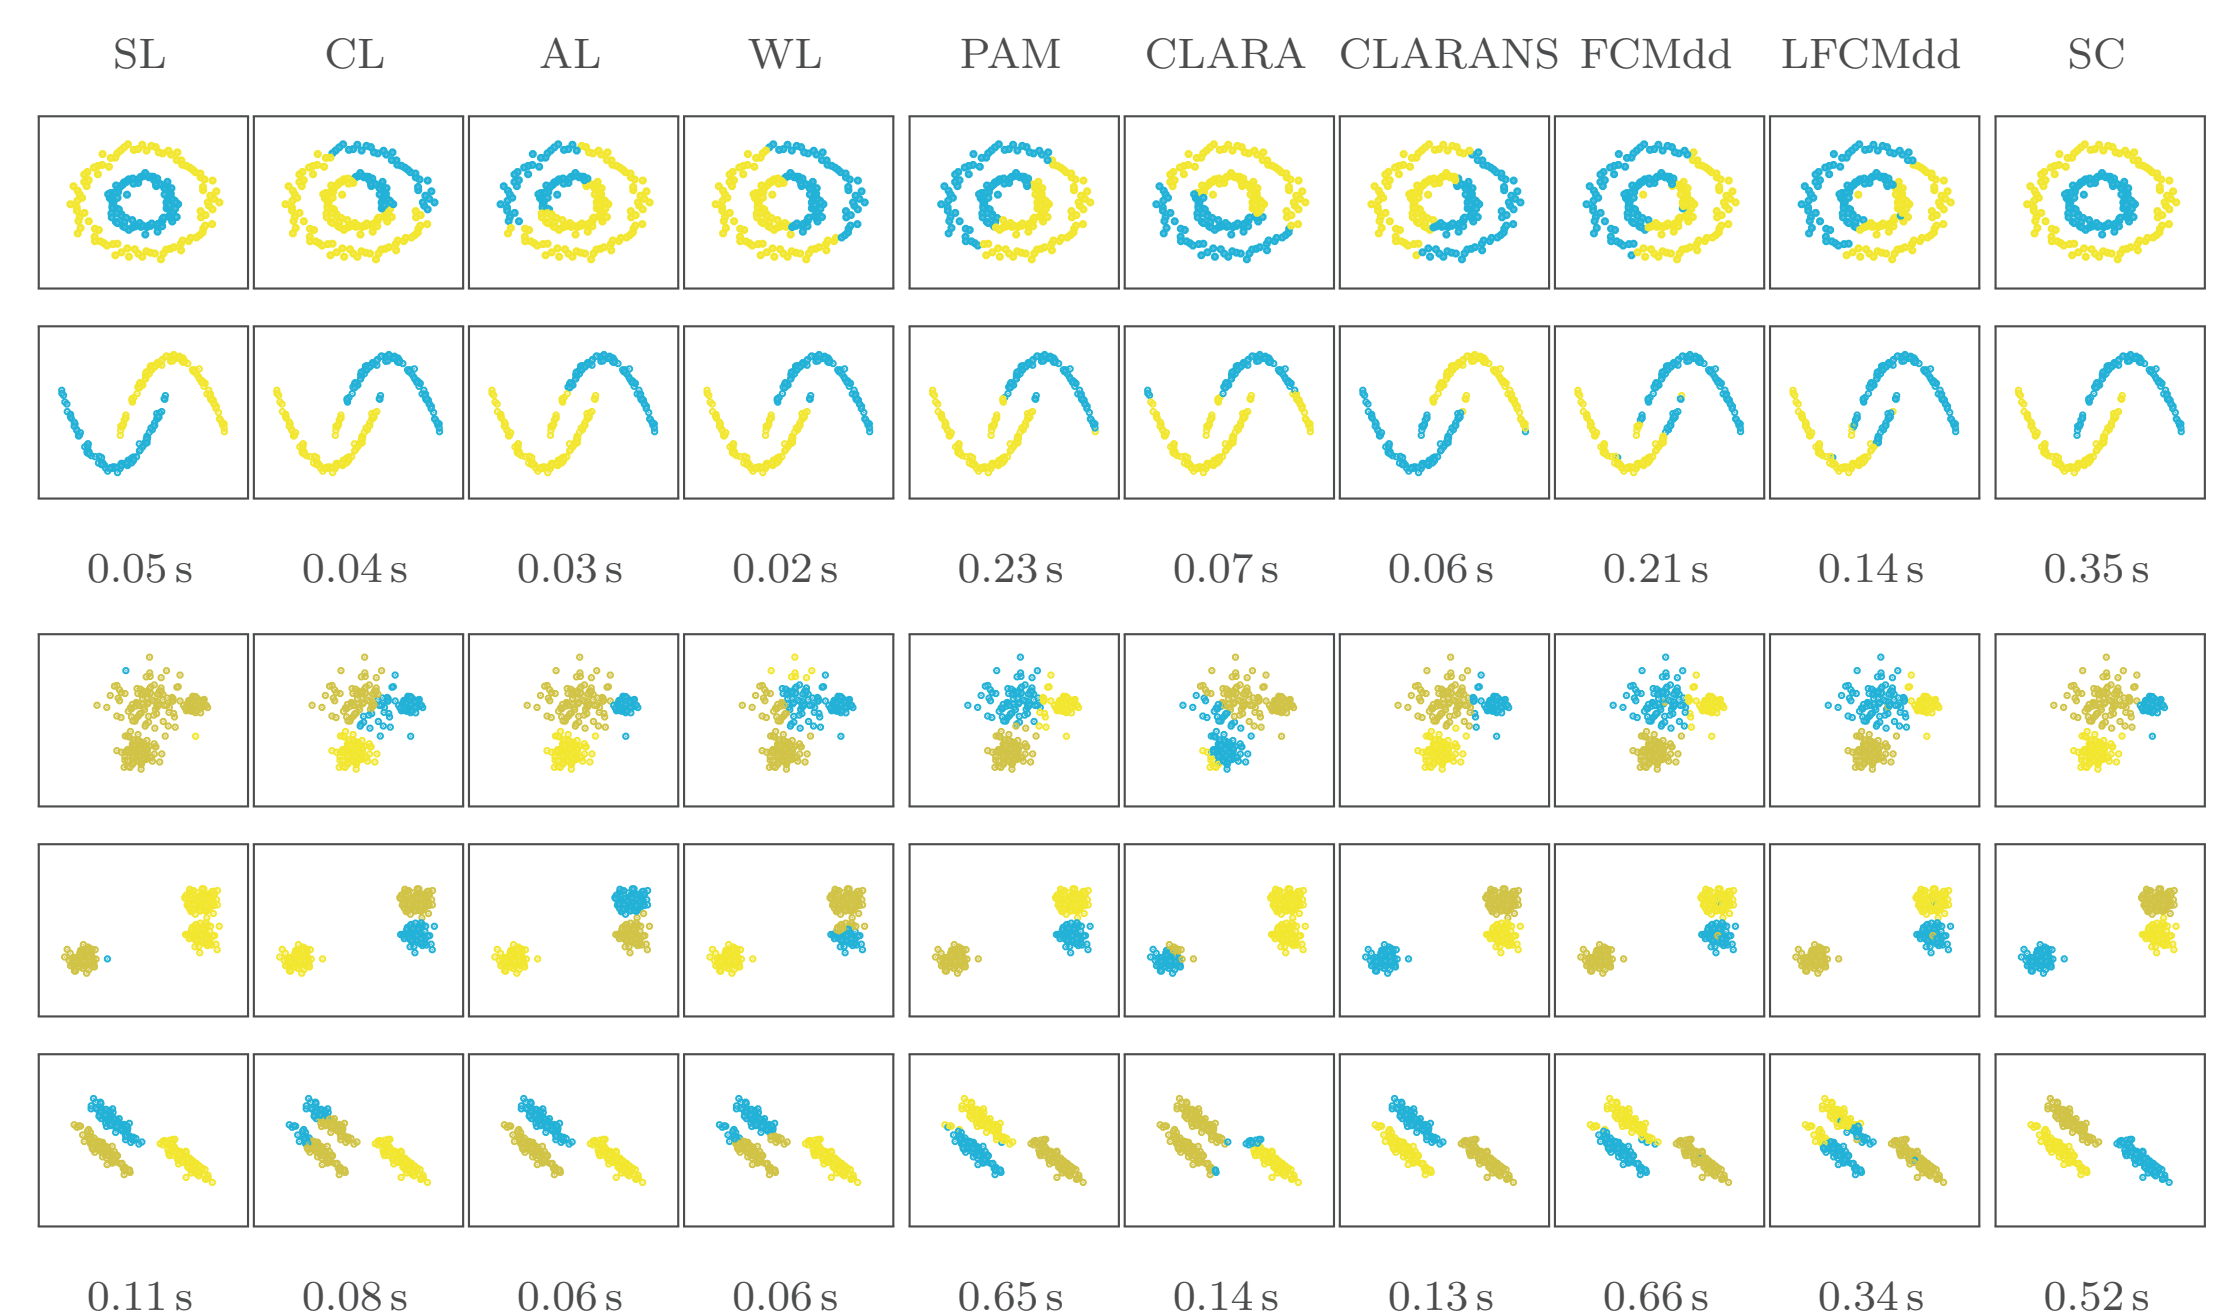 SL CL AL WL PAM CLARA CLARANS FCMdd LFCMdd SC
0.05 s 0.04 s 0.03 s 0.02 s 0.23 s 0.07 s 0.06 s 0.21 s 0.14 s 0.35 s
0.11 s 0.08 s 0.06 s 0.06 s 0.65 s 0.14 s 0.13 s 0.66 s 0.34 s 0.52 s